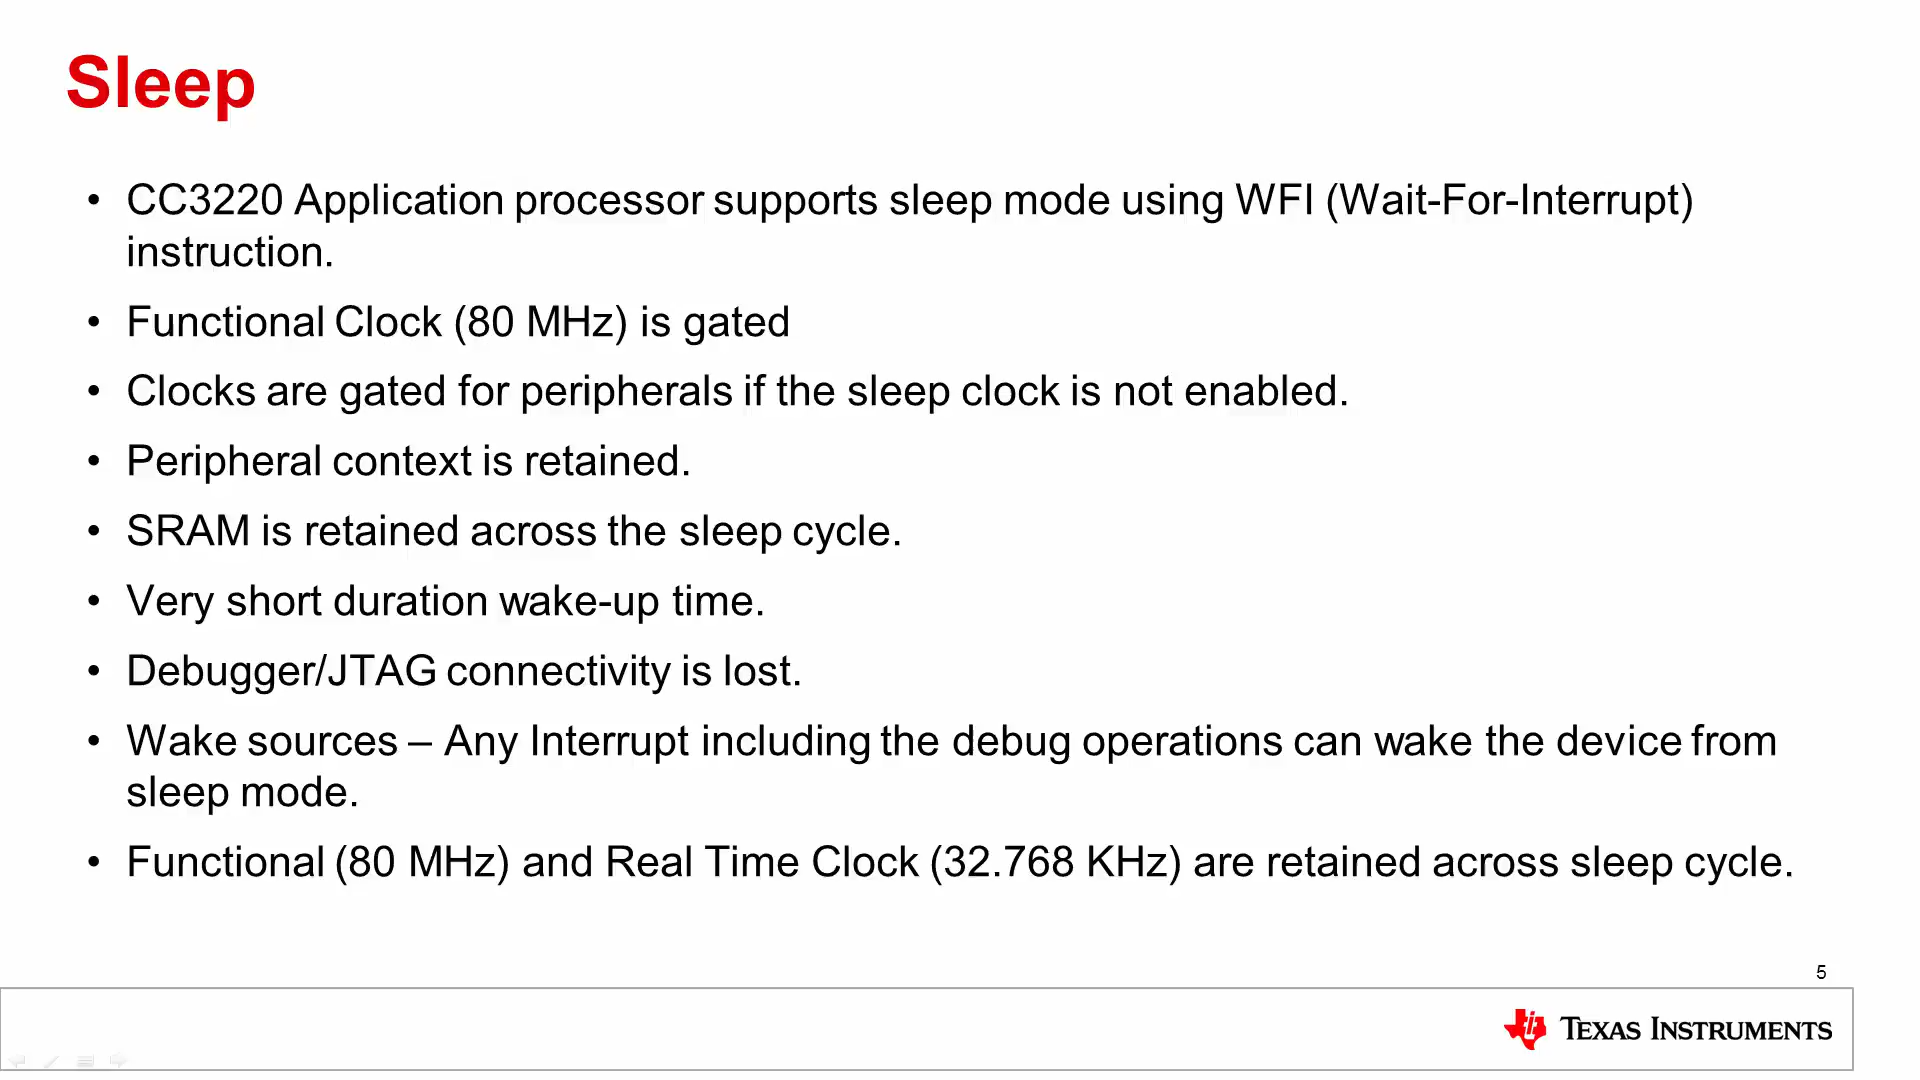 Sleep
• CC3220 Application processor supports sleep mode using WFI (Wait-For-Interrupt)
instruction.
• Functional Clock (80 MHz) is gated
• Clocks are gated for peripherals if the sleep clock is not enabled.
• Peripheral context is retained.
• SRAM is retained across the sleep cycle.
• Very short duration wake-up time.
• Debugger/JTAG connectivity is lost.
• Wake sources – Any Interrupt including the debug operations can wake the device from
sleep mode.
• Functional (80 MHz) and Real Time Clock (32.768 KHz) are retained across sleep cycle.
5
TEXAS INSTRUMENTS